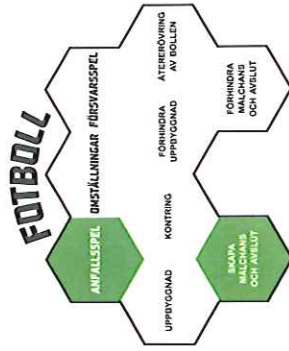 FOTBOLL
ANFALLSSPEL
OMSTÄLLNINGAR
FÖRSVARSSPEL
UPPBYGGNAD
KONTRING
FÖRHINDRA
UPPBYGGNAD
ÅTERERÖVRING
AV BOLLEN
SKAPA
MÅLCHANS
OCH AVSLUT
FÖRHINDRA
MÅLCHANS
OCH AVSLUT